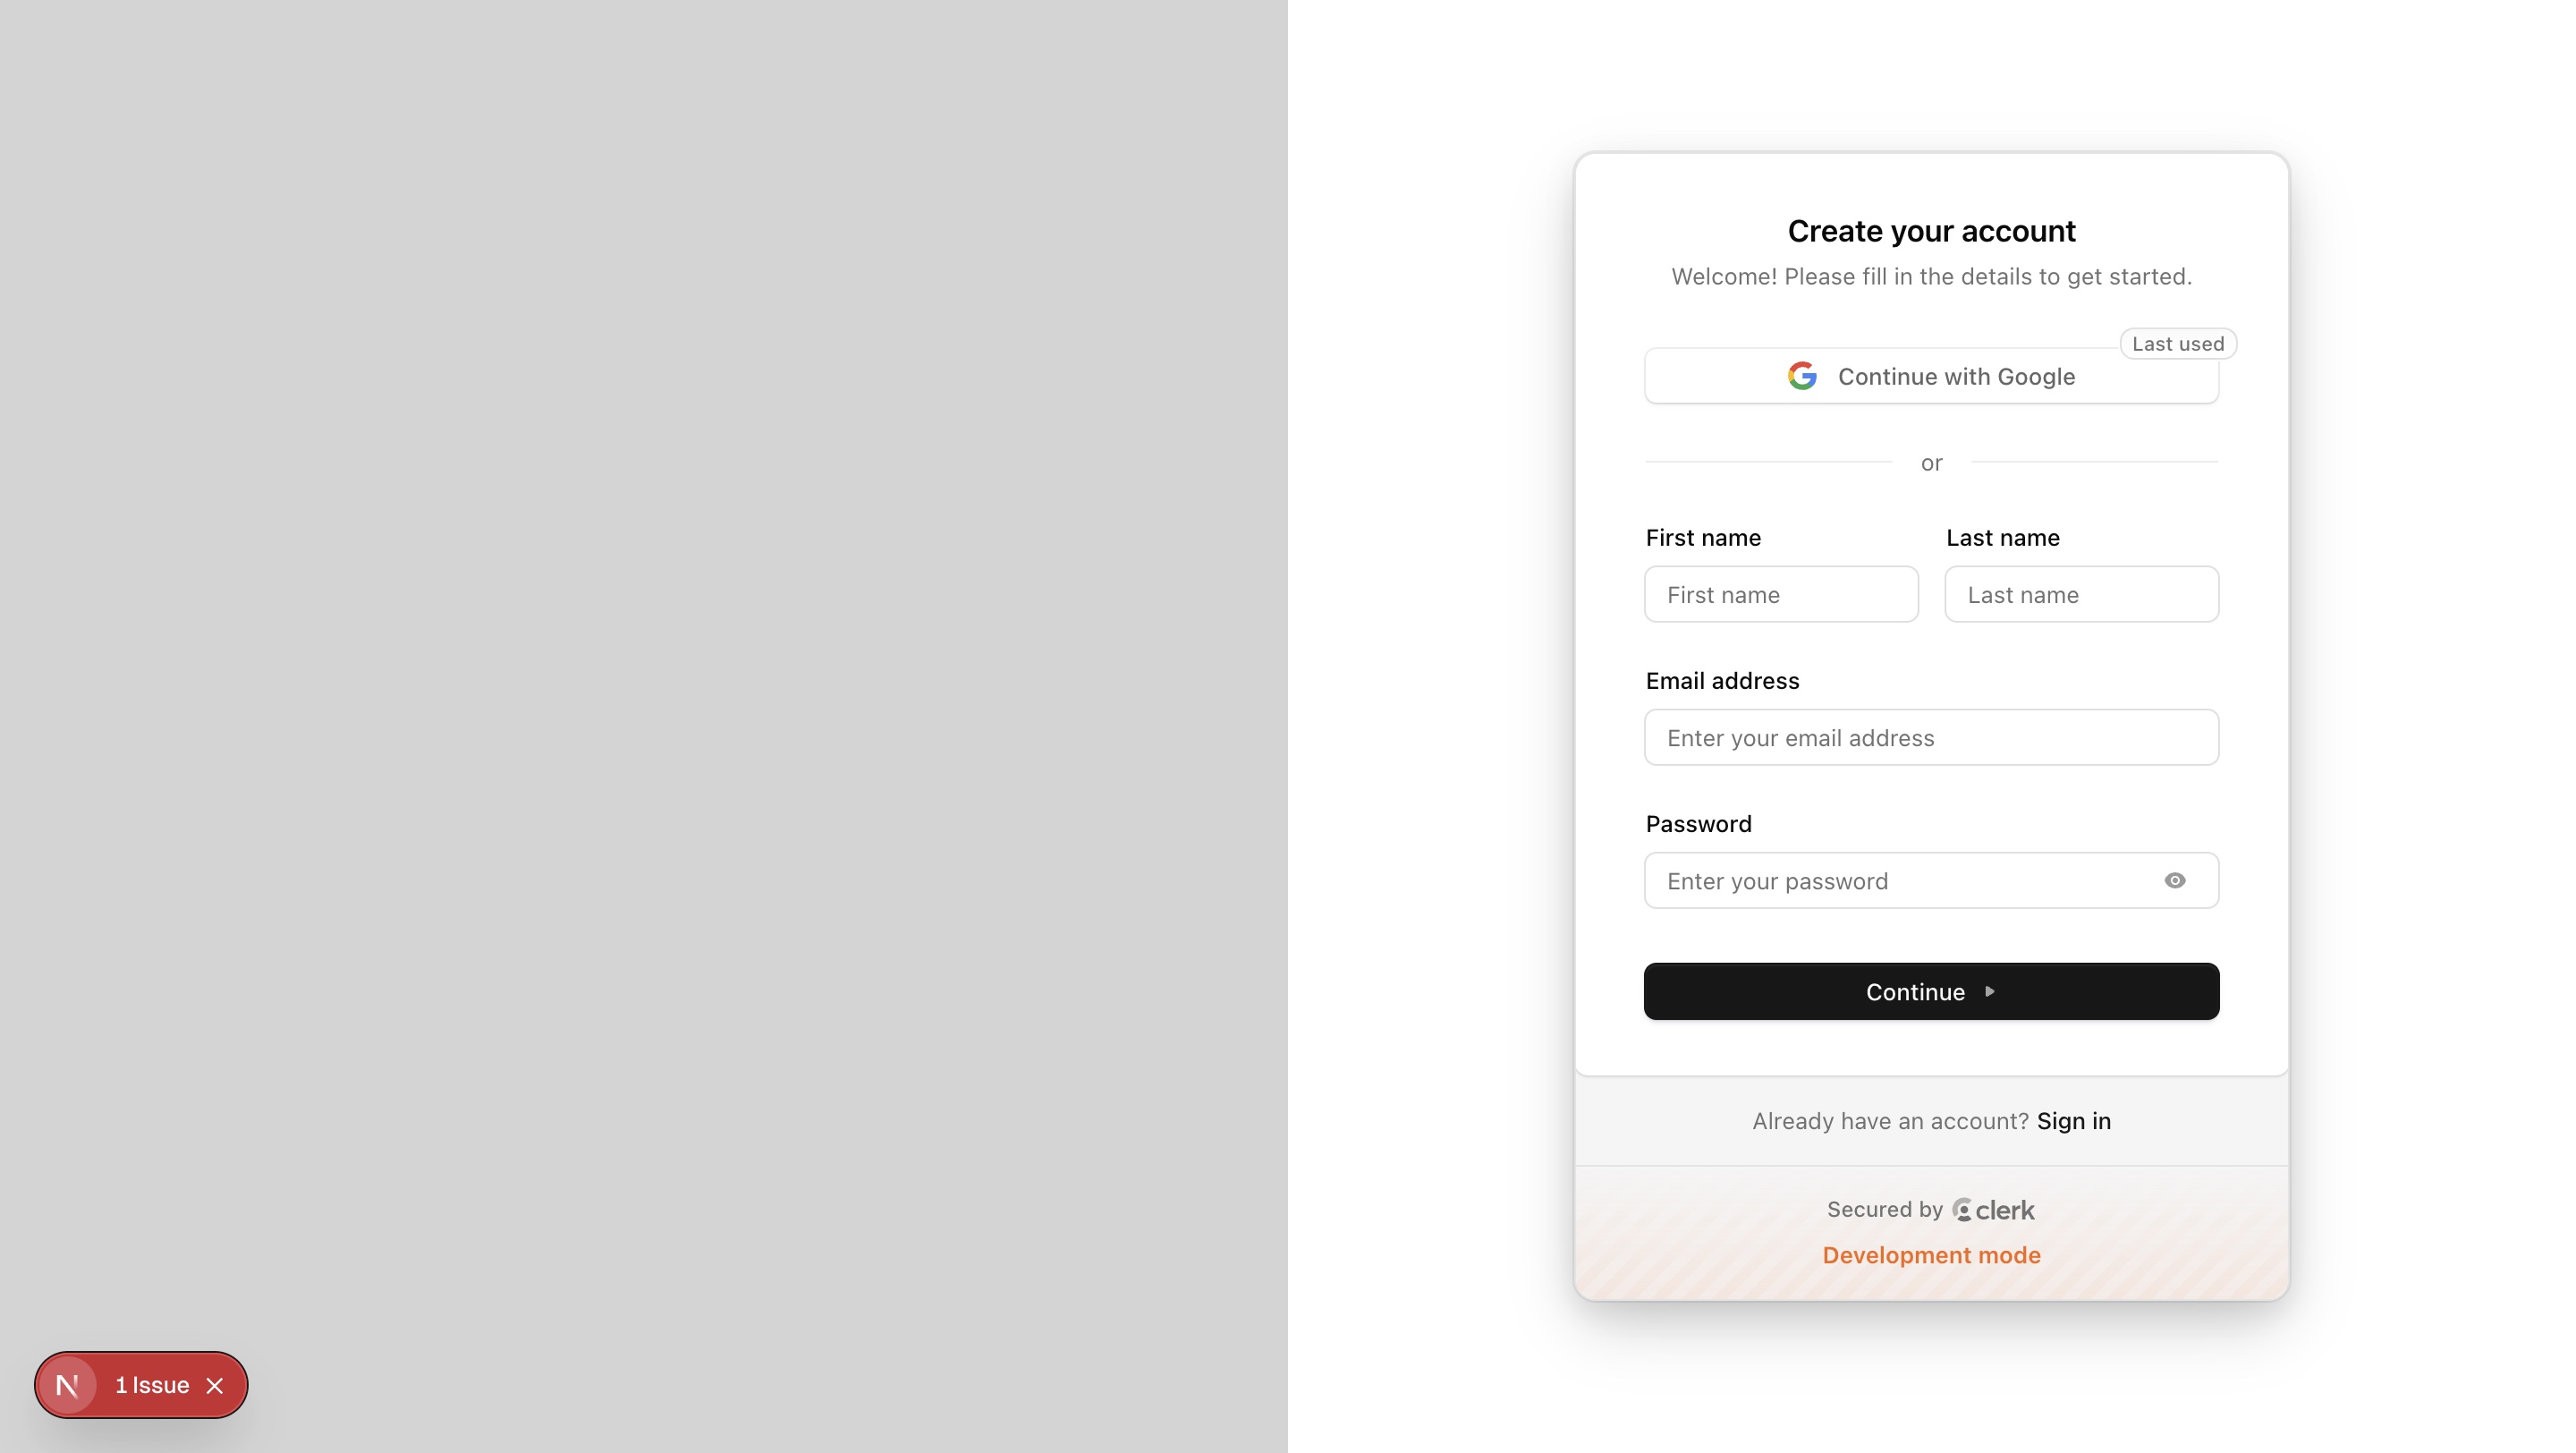 Create your account
Welcome! Please fill in the details to get started.
Last used
Continue with Google
or
First name Last name
First name Last name
Email address
Enter your email address
Password
Enter your password
Continue
Already have an account? Sign in
Secured by clerk
Development mode
N 1 Issue